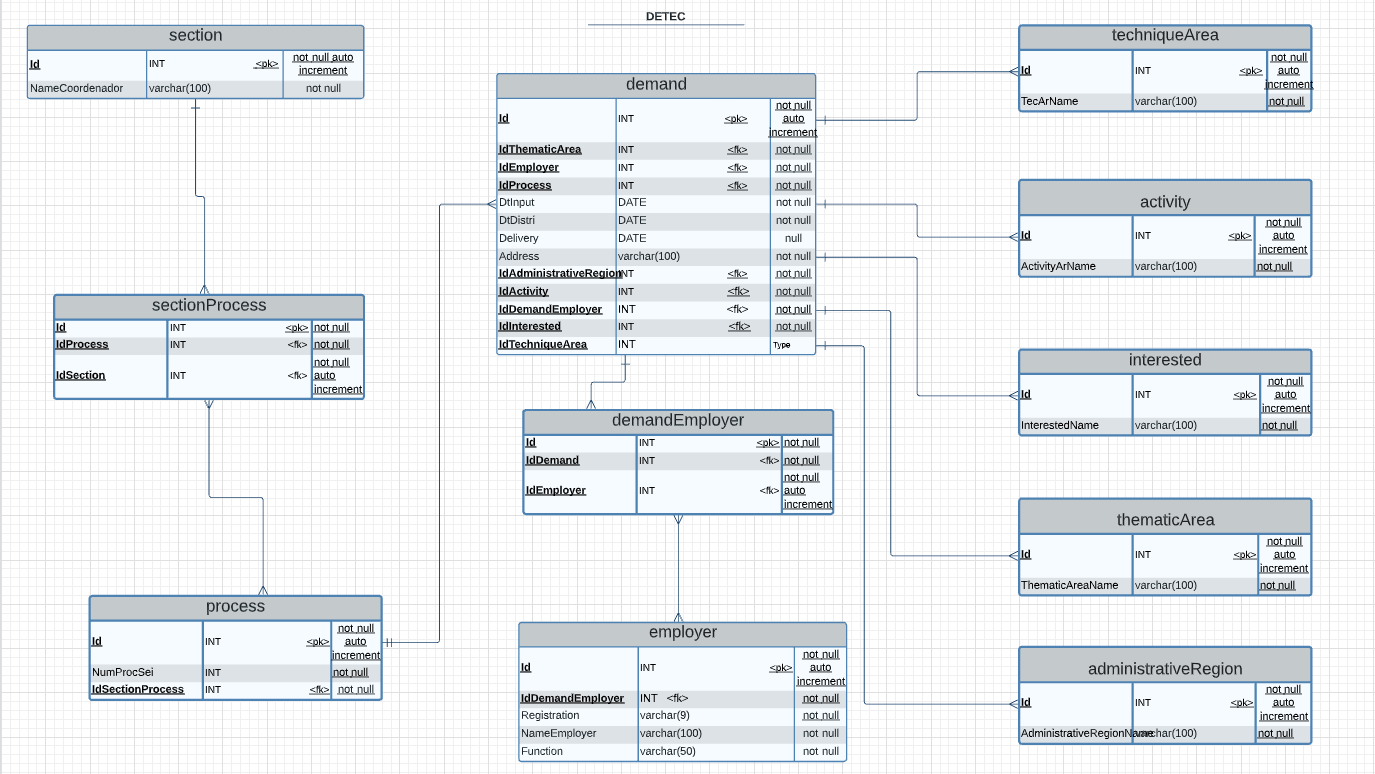 DETEC
section
Id INT <pk> not null auto increment
NameCoordenador varchar(100) not null
sectionProcess
Id INT <pk> not null
IdProcess INT <fk> not null
IdSection INT <fk> not null auto increment
process
Id INT <pk> not null auto increment
NumProcSei INT not null
IdSectionProcess INT <fk> not null
demand
Id INT <pk> not null auto increment
IdThematicArea INT <fk> not null
IdEmployer INT <fk> not null
IdProcess INT <fk> not null
DtInput DATE not null
DtDistri DATE not null
Delivery DATE null
Address varchar(100) not null
IdAdministrativeRegion INT <fk> not null
IdActivity INT <fk> not null
IdDemandEmployer INT <fk> not null
IdInterested INT <fk> not null
IdTechniqueArea INT Type
demandEmployer
Id INT <pk> not null
IdDemand INT <fk> not null
IdEmployer INT <fk> not null auto increment
employer
Id INT <pk> not null auto increment
IdDemandEmployer INT <fk> not null
Registration varchar(9) not null
NameEmployer varchar(100) not null
Function varchar(50) not null
techniqueArea
Id INT <pk> not null auto increment
TecArName varchar(100) not null
activity
Id INT <pk> not null auto increment
ActivityArName varchar(100) not null
interested
Id INT <pk> not null auto increment
InterestedName varchar(100) not null
thematicArea
Id INT <pk> not null auto increment
ThematicAreaName varchar(100) not null
administrativeRegion
Id INT <pk> not null auto increment
AdministrativeRegionName varchar(100) not null